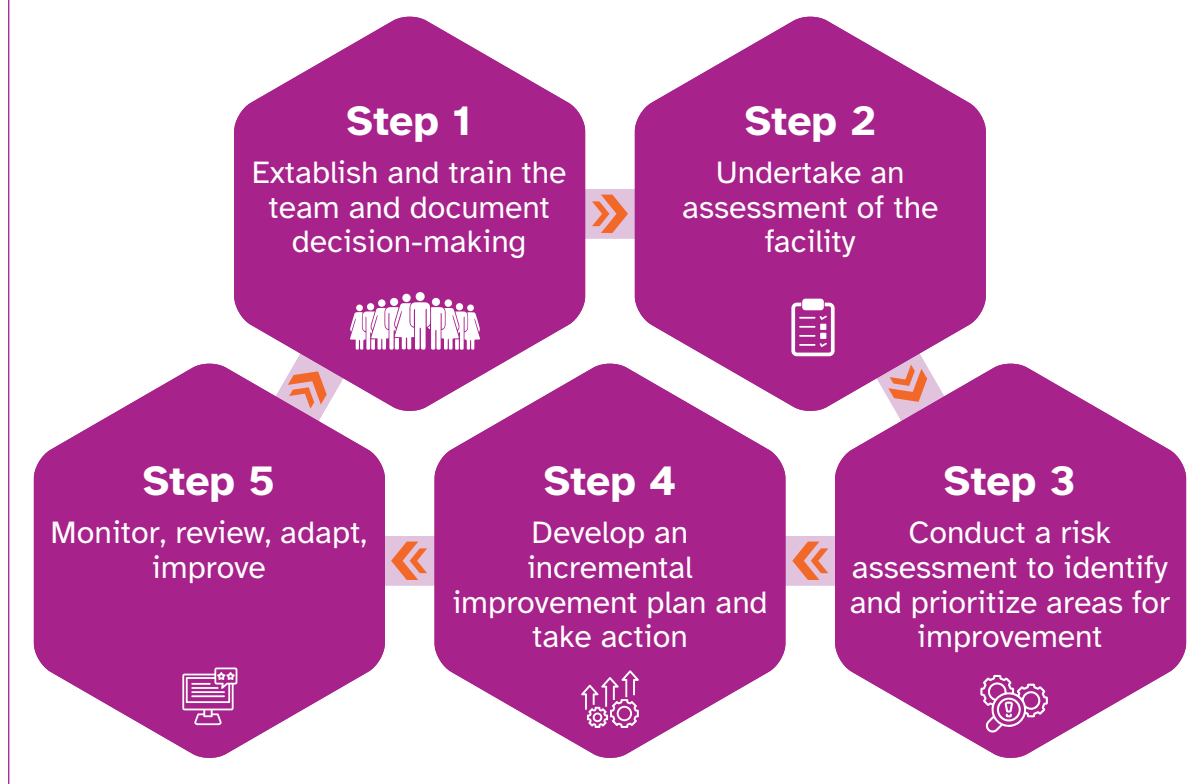 Step 1
Extablish and train the
team and document
decision-making
Step 2
Undertake an
assessment of the
facility
Step 3
Conduct a risk
assessment to identify
and prioritize areas for
improvement
Step 4
Develop an
incremental
improvement plan and
take action
Step 5
Monitor, review, adapt,
improve